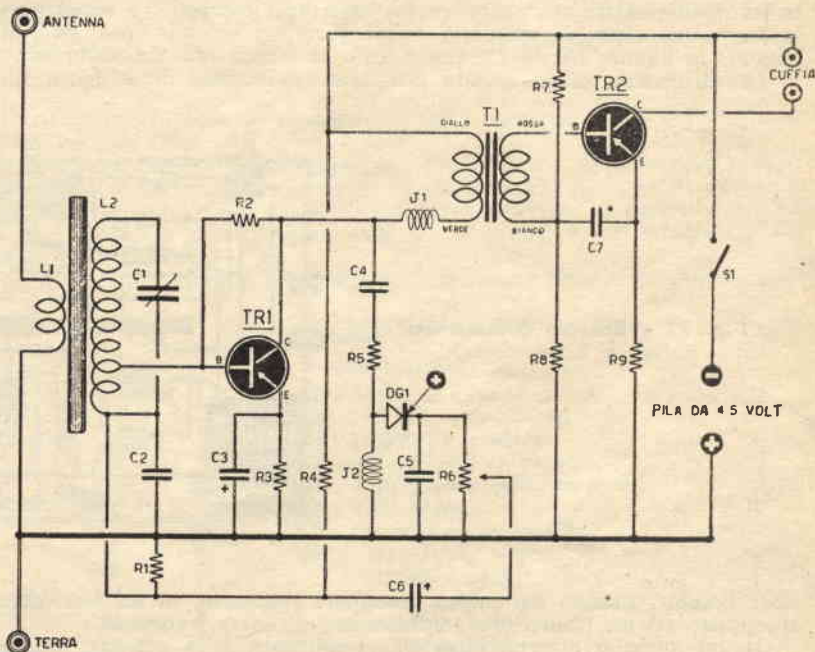 ANTENNA
CUFFIA
R7
TR2
C
B
E
T1
GIALLO
ROSSA
L2
R2
J1
VERDE
BIANCO
C7
L1
C1
S1
C4
TR1
B
C
E
R5
R8
R9
DG1
+
-
PILA DA 4 5 VOLT
+
C2
C3
+
R3
R4
J2
C5
R6
R1
C6
+
TERRA